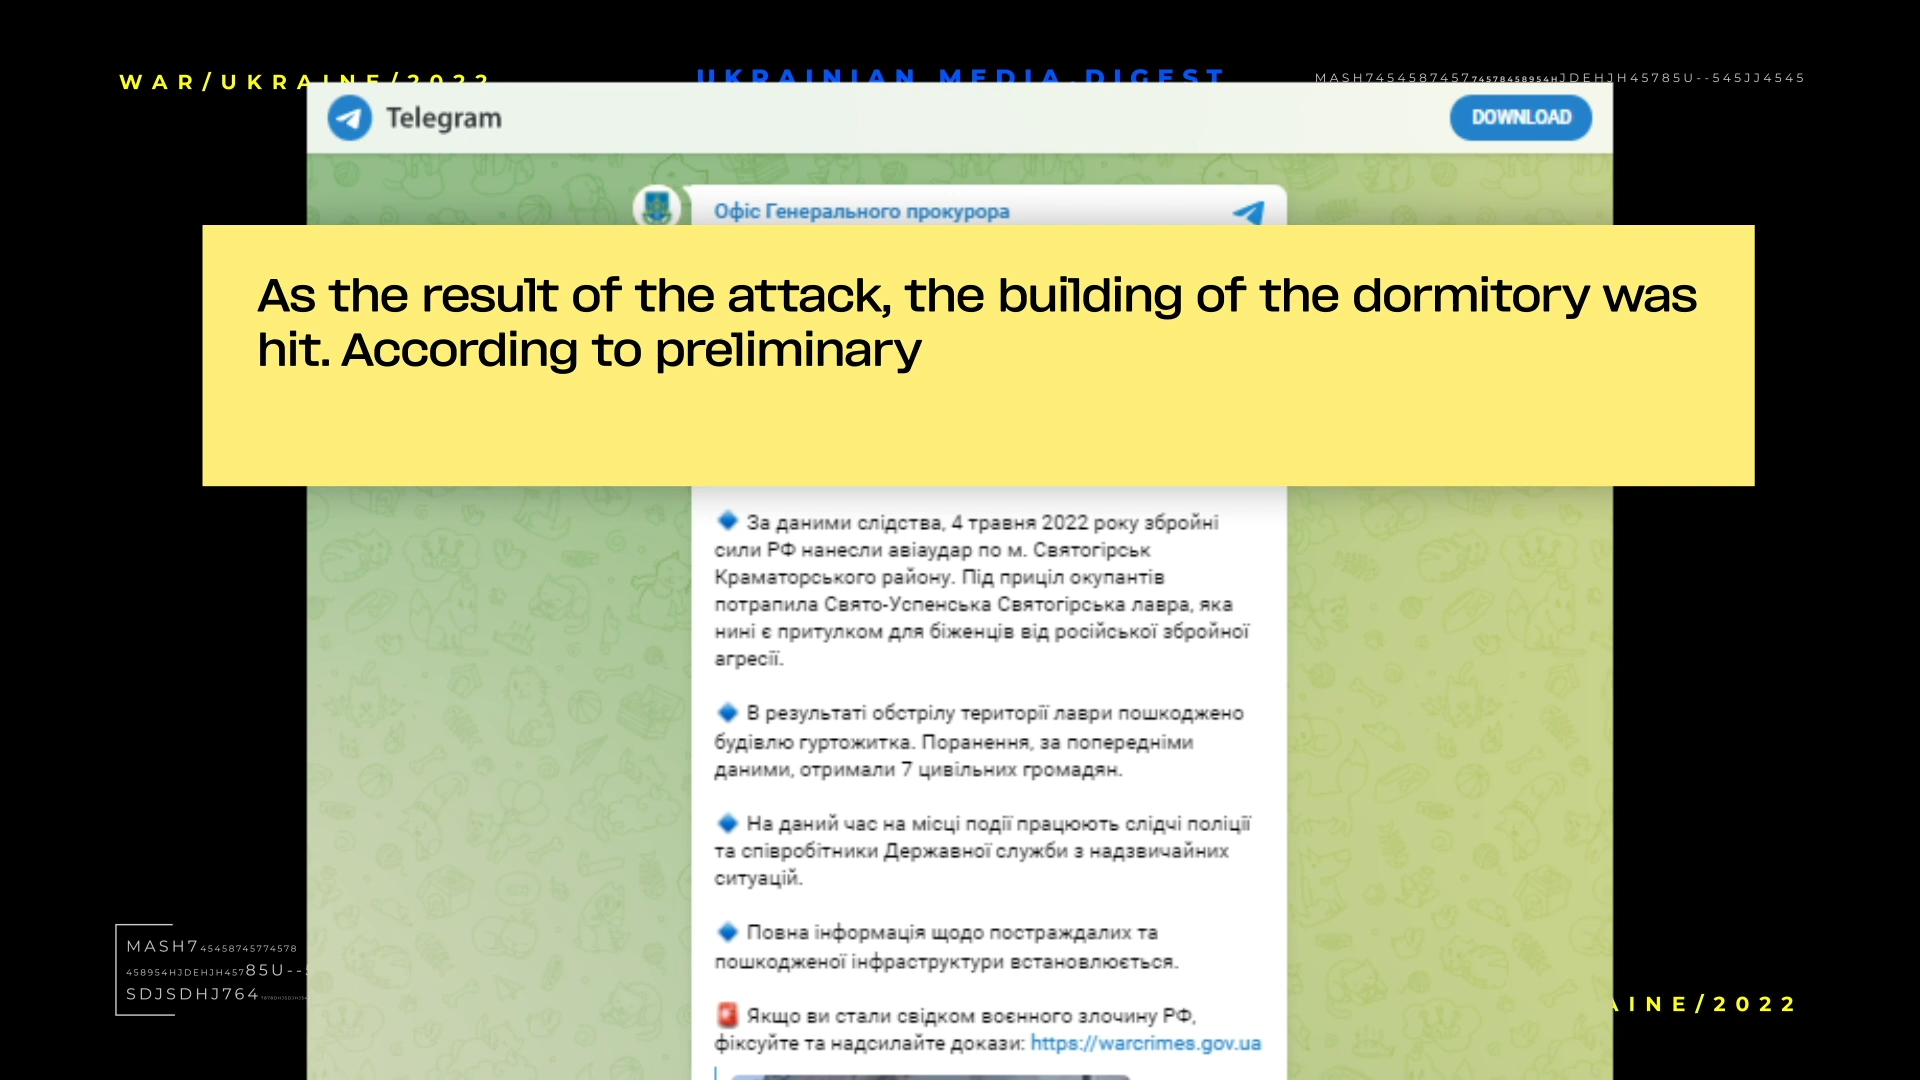 WAR/UKRAINE/2022
UKRAINIAN MEDIA.DIGEST
MASH745458745774578458954HJDEHJH45785U--545JJ4545
Telegram
DOWNLOAD
Офіс Генерального прокурора
As the result of the attack, the building of the dormitory was
hit. According to preliminary
За даними слідства, 4 травня 2022 року збройні
сили РФ нанесли авіаудар по м. Святогірськ
Краматорського району. Під приціл окупантів
потрапила Свято-Успенська Святогірська лавра, яка
нині є притулком для біженців від російської збройної
агресії.
В результаті обстрілу території лаври пошкоджено
будівлю гуртожитка. Поранення, за попередніми
даними, отримали 7 цивільних громадян.
На даний час на місці події працюють слідчі поліції
та співробітники Державної служби з надзвичайних
ситуацій.
Повна інформація щодо постраждалих та
пошкодженої інфраструктури встановлюється.
Якщо ви стали свідком воєнного злочину РФ,
фіксуйте та надсилайте докази: https://warcrimes.gov.ua
MASH745458745774578
458954HJDEHJH45785U--
SDJSDHJ764
AINE/2022